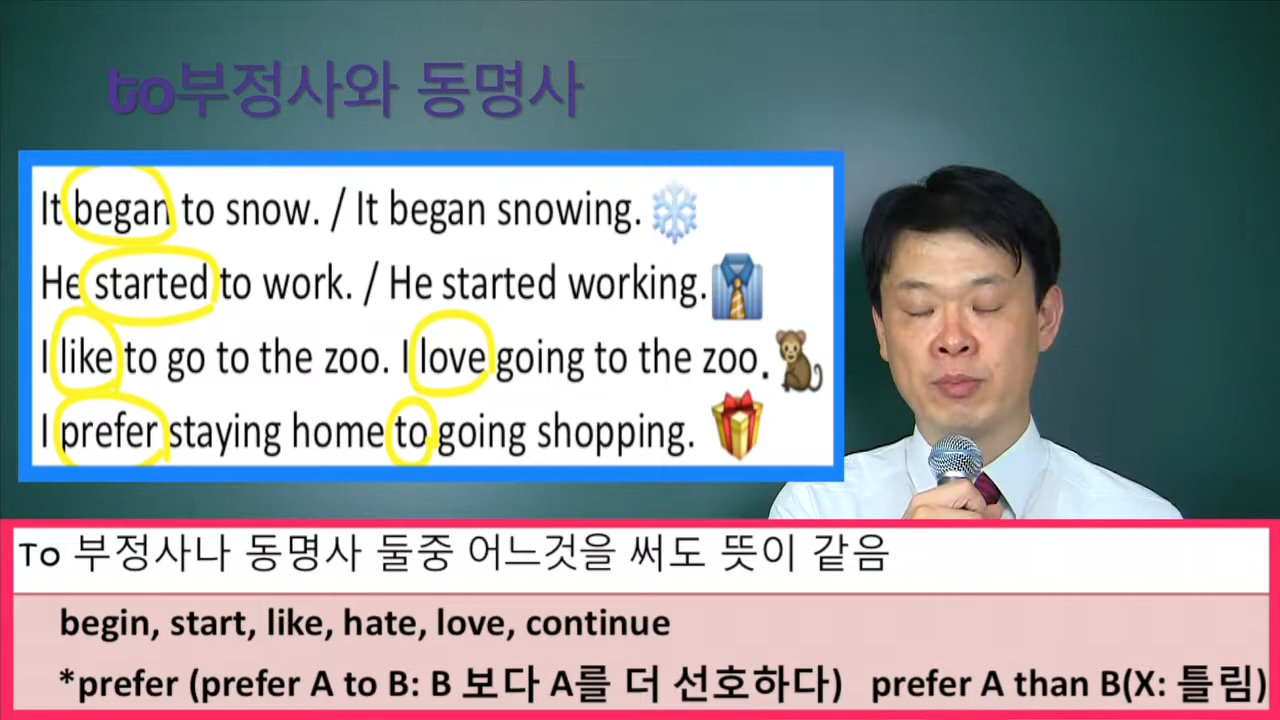 to부정사와 동명사
It began to snow. / It began snowing.
He started to work. / He started working.
I like to go to the zoo. I love going to the zoo.
I prefer staying home to going shopping.
To 부정사나 동명사 둘중 어느것을 써도 뜻이 같음
begin, start, like, hate, love, continue
*prefer (prefer A to B: B 보다 A를 더 선호하다) prefer A than B(X: 틀림)